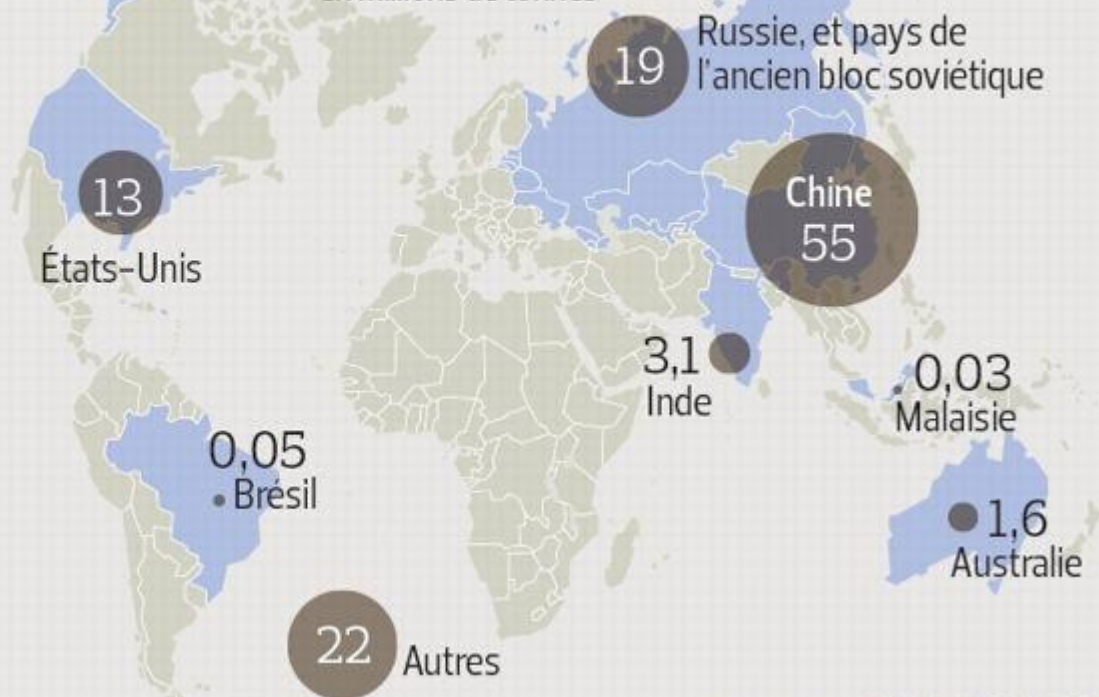 19
Russie, et pays de
l'ancien bloc soviétique
13
États-Unis
Chine
55
3,1
Inde
0,03
Malaisie
0,05
Brésil
1,6
Australie
22
Autres